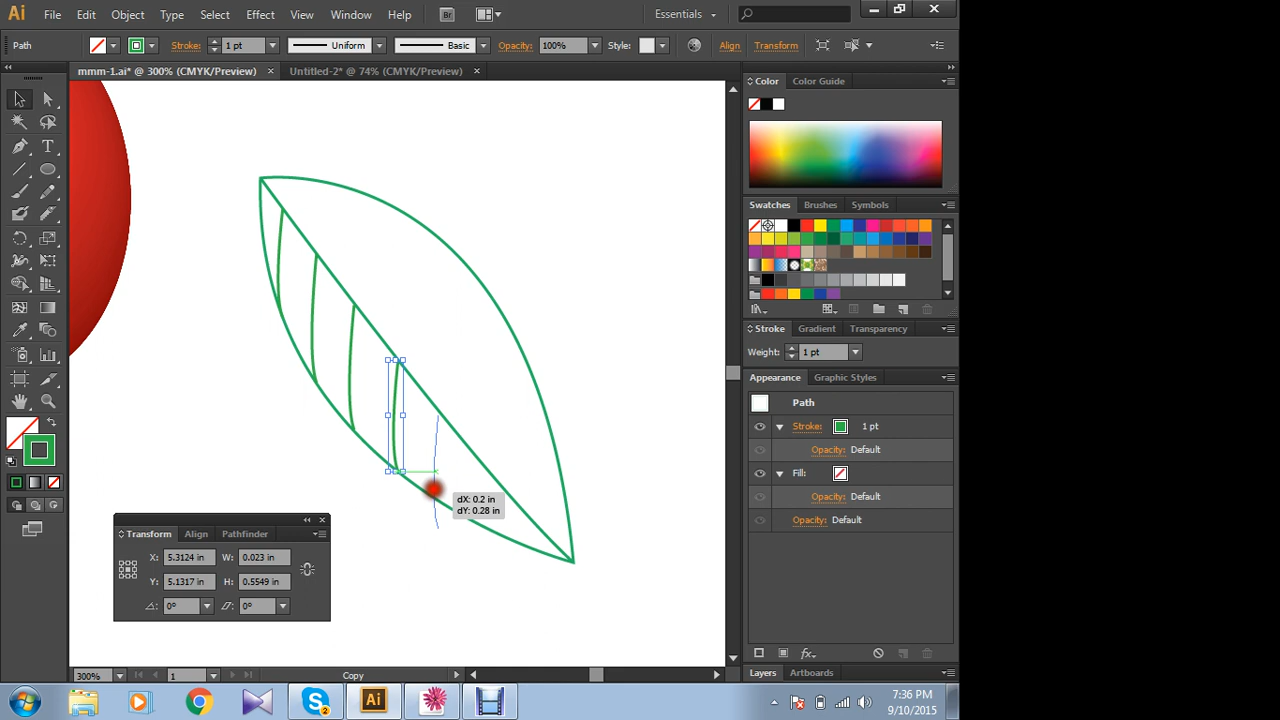 Ai File Edit Object Type Select Effect View Window Help Br Essentials
Path Stroke: 1 pt Uniform Basic Opacity: 100% Style: Align Transform
mmm-1.ai* @ 300% (CMYK/Preview) × Untitled-2* @ 74% (CMYK/Preview) ×
Color Color Guide
Swatches Brushes Symbols
Stroke Gradient Transparency
Weight: 1 pt
Appearance Graphic Styles
Path
Stroke: 1 pt
Opacity: Default
Fill:
Opacity: Default
Opacity: Default
fx
Layers Artboards
dX: 0.2 in
dY: 0.28 in
Transform Align Pathfinder
X: 5.3124 in W: 0.023 in
Y: 5.1317 in H: 0.5549 in
0° 0°
300% 1 Copy
S 2 Ai
7:36 PM
9/10/2015